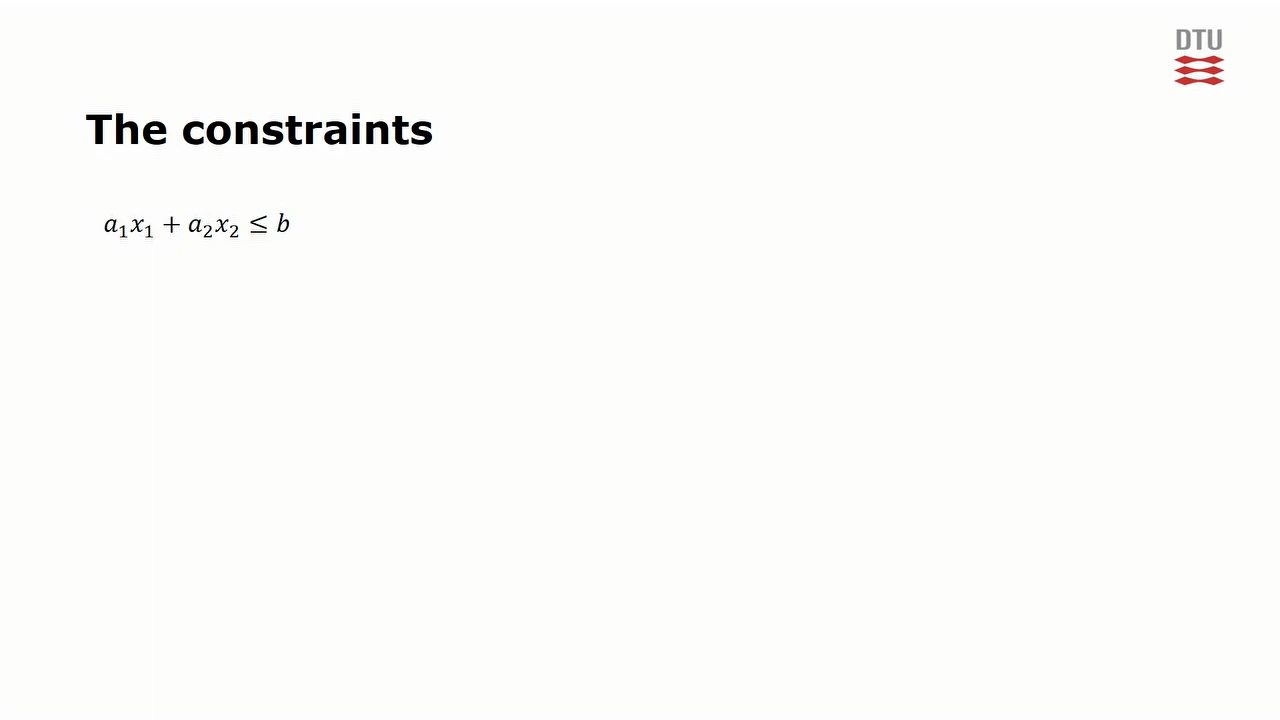 DTU
The constraints
a₁x₁ + a₂x₂ ≤ b